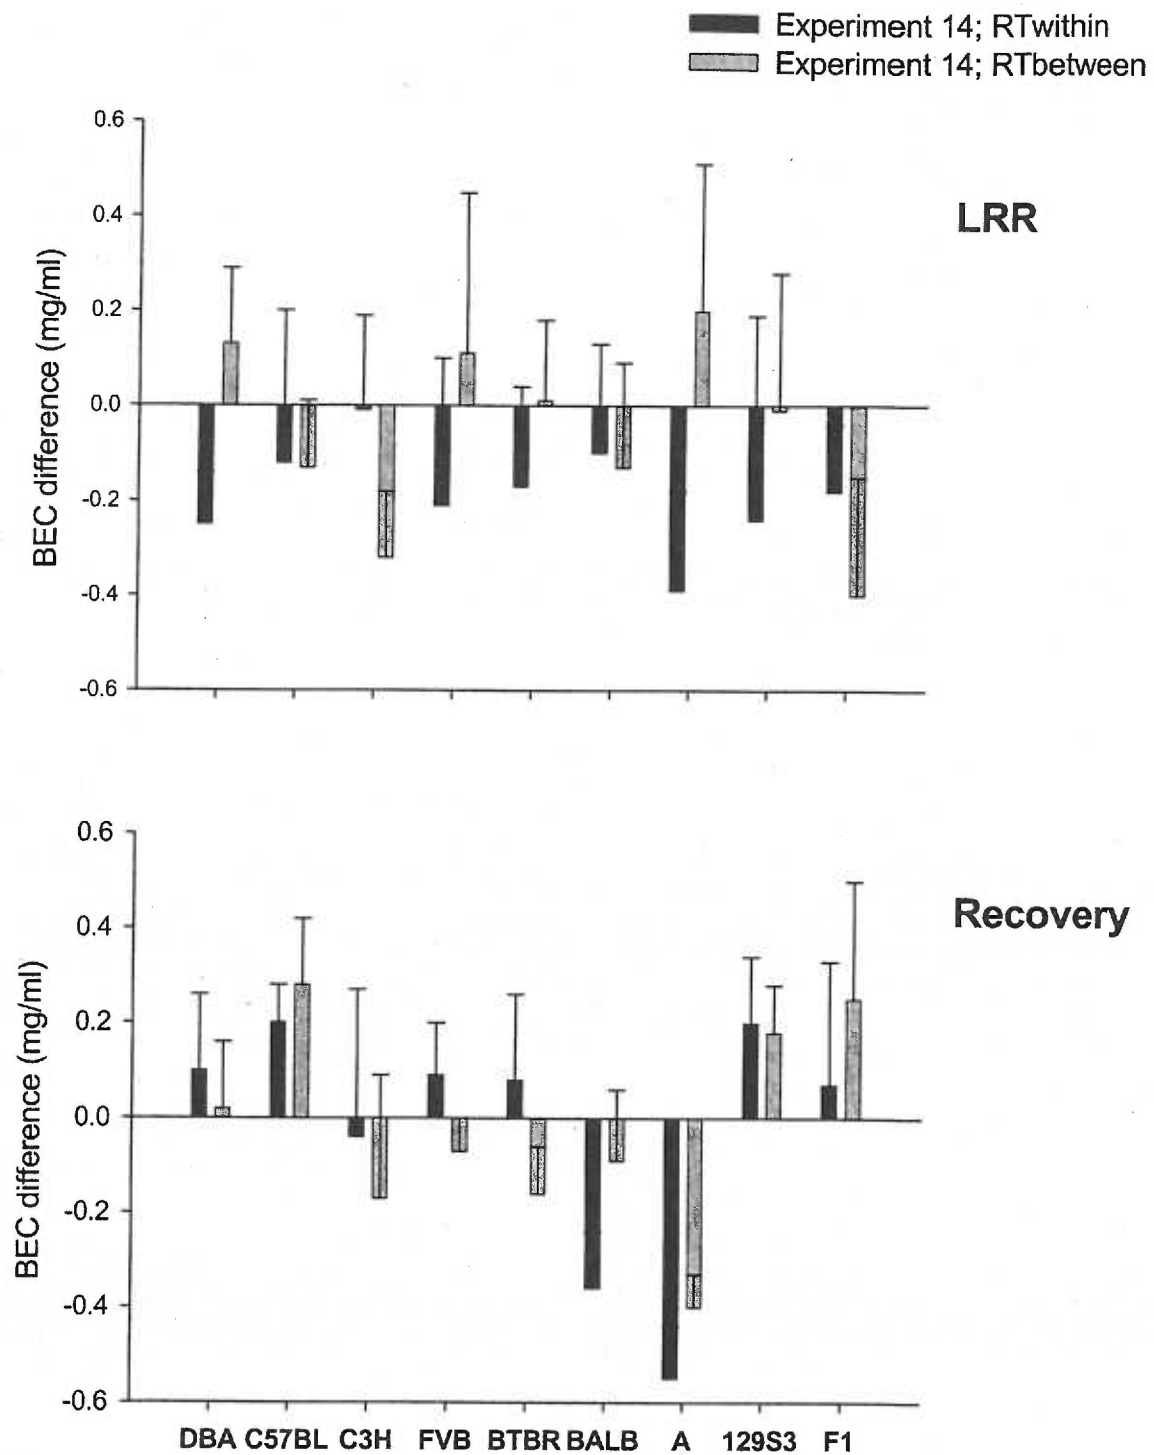 Experiment 14; RTwithin
Experiment 14; RTbetween
LRR
BEC difference (mg/ml)
0.6
0.4
0.2
0.0
-0.2
-0.4
-0.6
Recovery
BEC difference (mg/ml)
0.6
0.4
0.2
0.0
-0.2
-0.4
-0.6
DBA C57BL C3H FVB BTBR BALB A 129S3 F1